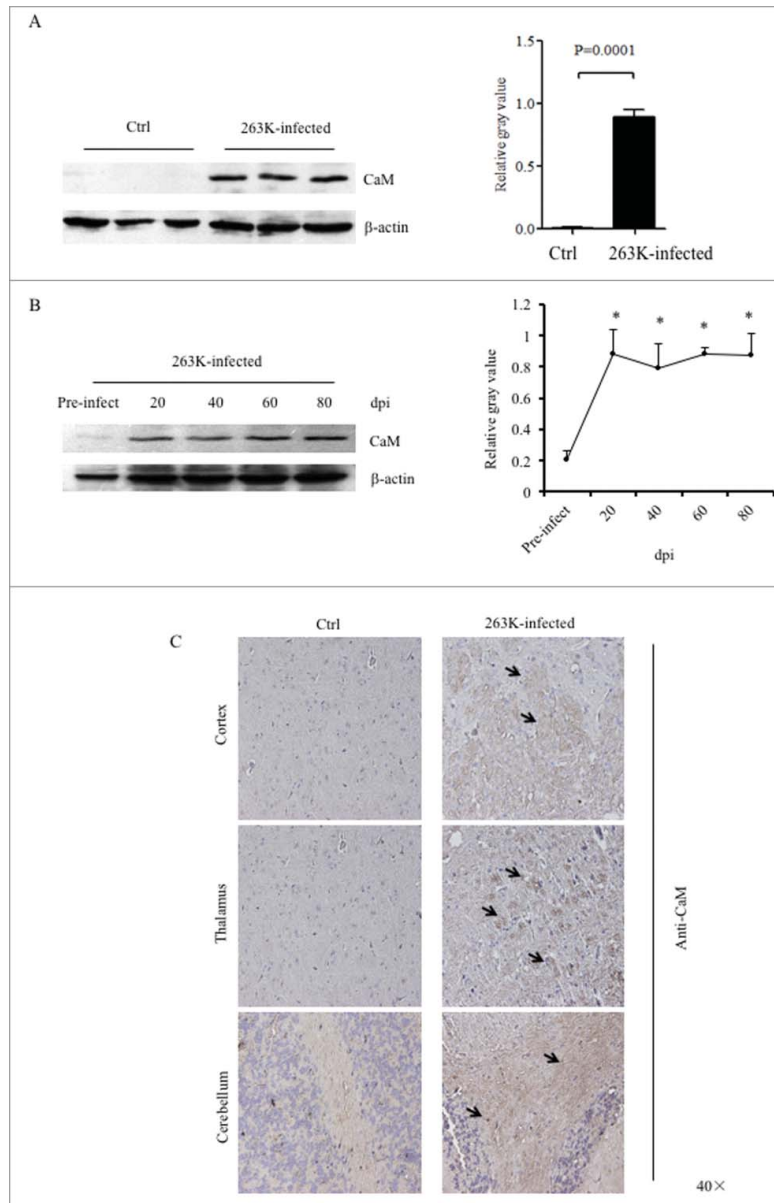 A
Ctrl
263K-infected
CaM
β-actin
Relative gray value
1.5
1.0
0.5
0.0
P=0.0001
Ctrl
263K-infected
B
263K-infected
Pre-infect 20 40 60 80 dpi
CaM
β-actin
Relative gray value
1.2
1
0.8
0.6
0.4
0.2
0
* * * *
Pre-infect 20 40 60 80
dpi
C
Ctrl
263K-infected
Cortex
Thalamus
Cerebellum
Anti-CaM
40×